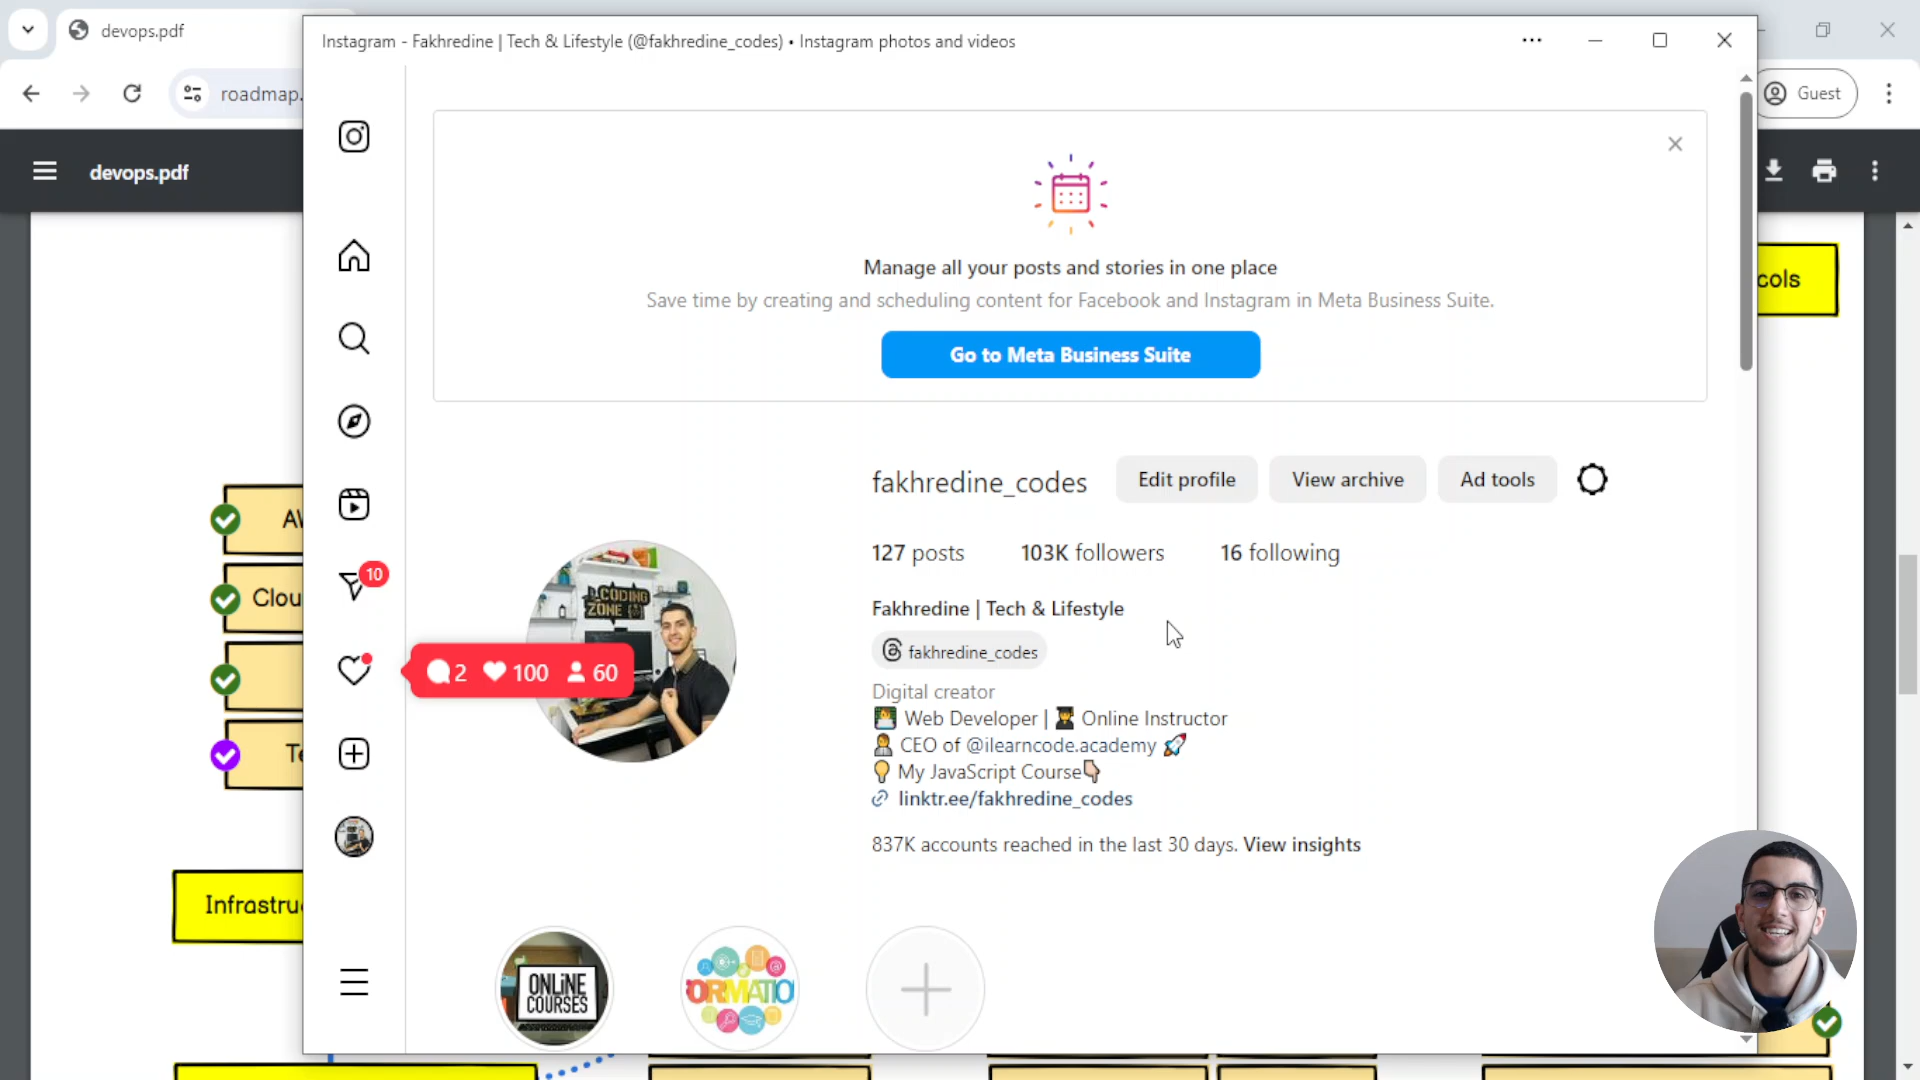 devops.pdf
Instagram - Fakhredine | Tech & Lifestyle (@fakhredine_codes) • Instagram photos and videos
roadmap.
Guest
devops.pdf
Manage all your posts and stories in one place
Save time by creating and scheduling content for Facebook and Instagram in Meta Business Suite.
Go to Meta Business Suite
cols
fakhredine_codes
Edit profile
View archive
Ad tools
127 posts
103K followers
16 following
Fakhredine | Tech & Lifestyle
fakhredine_codes
Digital creator
Web Developer | Online Instructor
CEO of @ilearncode.academy
My JavaScript Course
linktr.ee/fakhredine_codes
837K accounts reached in the last 30 days. View insights
10
2 100 60
CODING
ZONE
Clou
Te
Infrastru
ONLINE
COURSES
ORMATIO